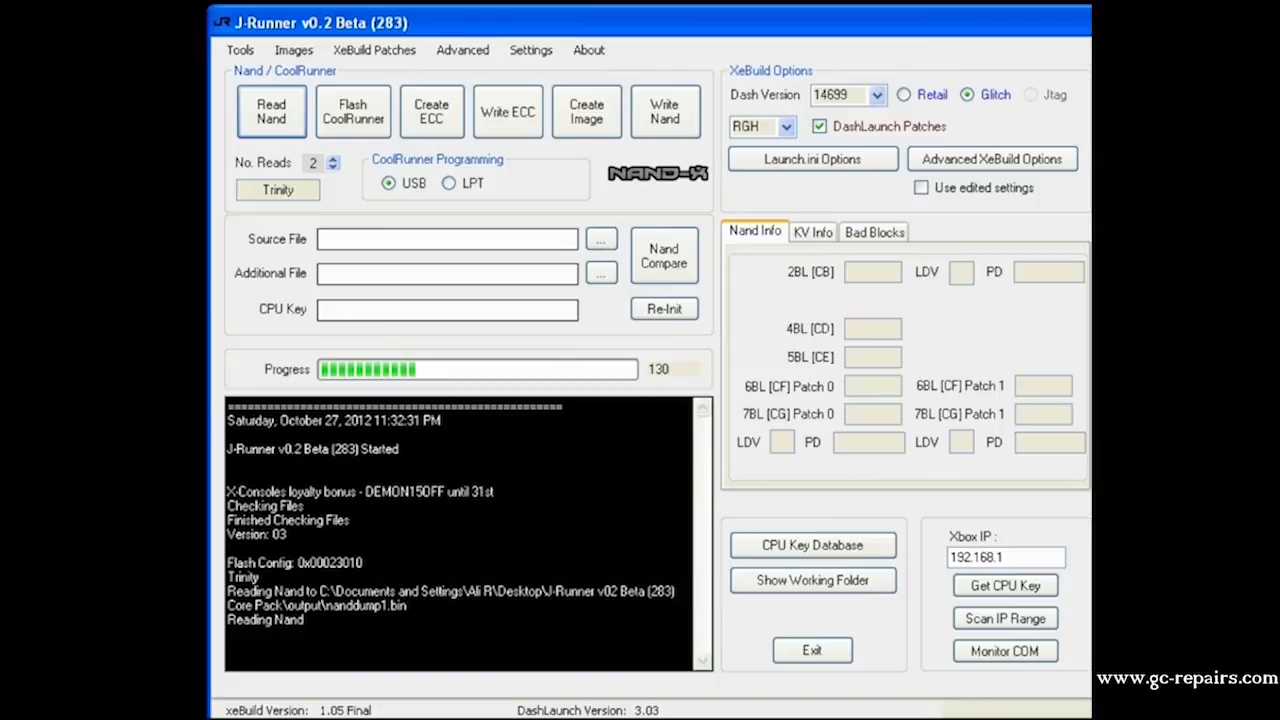 J-Runner v0.2 Beta (283)
Tools Images XeBuild Patches Advanced Settings About
Nand / CoolRunner
Read Nand
Flash CoolRunner
Create ECC
Write ECC
Create Image
Write Nand
No. Reads 2
Trinity
CoolRunner Programming
USB LPT
NAND-X
Source File ...
Additional File ...
CPU Key
Nand Compare
Re-Init
Progress 130
==================================================
Saturday, October 27, 2012 11:32:31 PM
J-Runner v0.2 Beta (283) Started
X-Consoles loyalty bonus - DEMON15OFF until 31st
Checking Files
Finished Checking Files
Version: 03
Flash Config: 0x00023010
Trinity
Reading Nand to C:\Documents and Settings\Ali R\Desktop\J-Runner v02 Beta (283)
Core Pack\output\nanddump1.bin
Reading Nand
XeBuild Options
Dash Version 14699 Retail Glitch Jtag
RGH DashLaunch Patches
Launch.ini Options Advanced XeBuild Options
Use edited settings
Nand Info KV Info Bad Blocks
2BL [CB] LDV PD
4BL [CD]
5BL [CE]
6BL [CF] Patch 0 6BL [CF] Patch 1
7BL [CG] Patch 0 7BL [CG] Patch 1
LDV PD LDV PD
CPU Key Database
Show Working Folder
Exit
Xbox IP :
192.168.1
Get CPU Key
Scan IP Range
Monitor COM
xeBuild Version: 1.05 Final DashLaunch Version: 3.03
www.gc-repairs.com